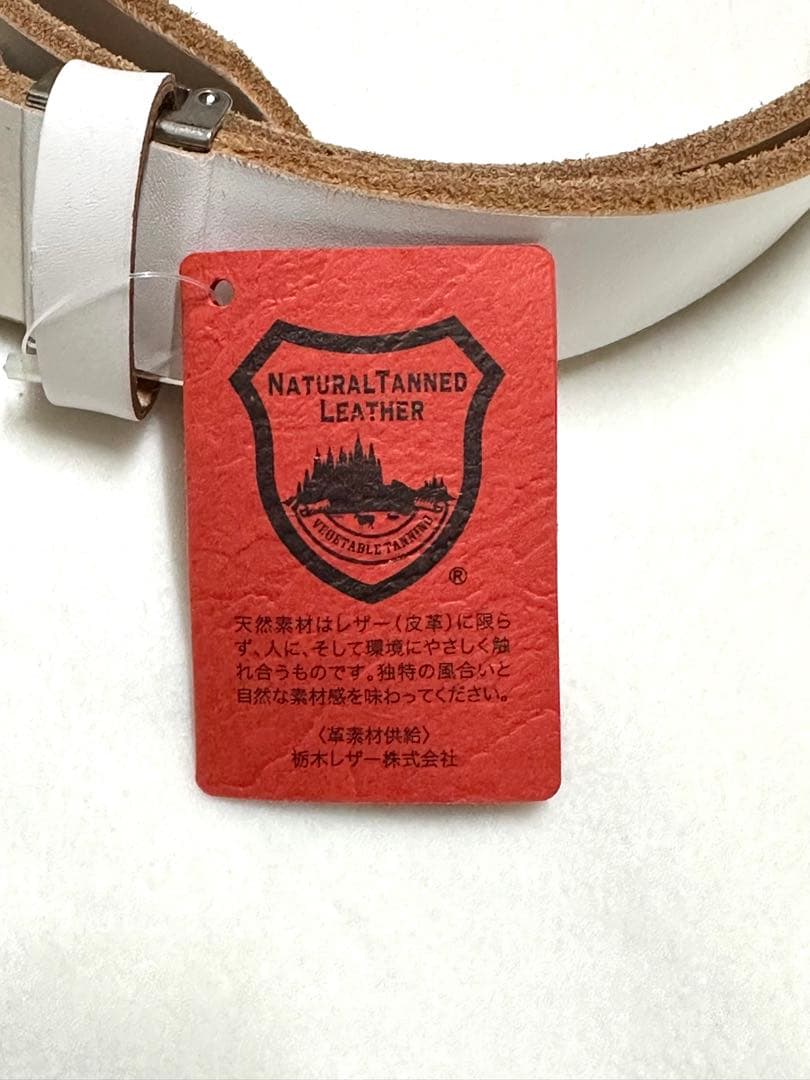 NATURALTANNED
LEATHER
VEGETABLE TANNING
®
天然素材はレザー(皮革)に限ら
ず、人に、そして環境にやさしく触
れ合うものです。独特の風合いと
自然な素材感を味わってください。
〈革素材供給〉
栃木レザー株式会社